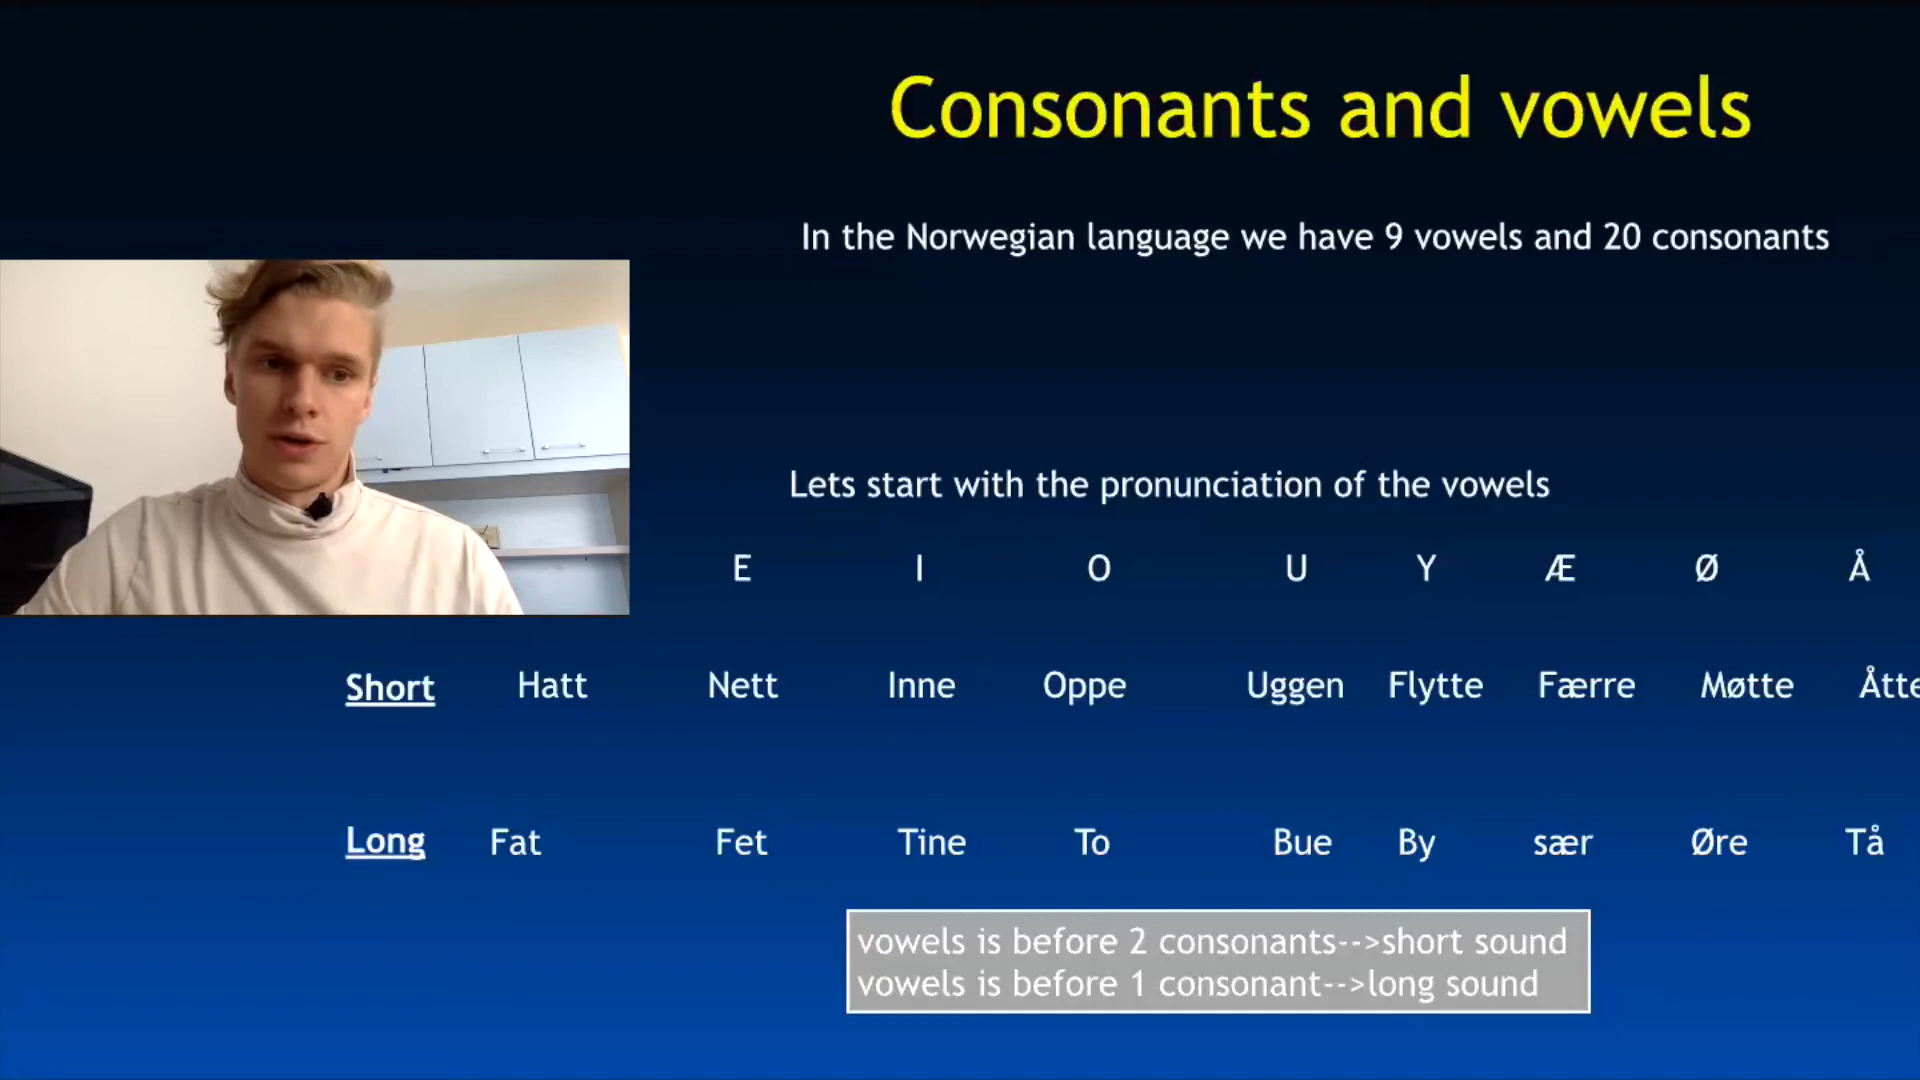 Consonants and vowels
In the Norwegian language we have 9 vowels and 20 consonants
Lets start with the pronunciation of the vowels
E I O U Y Æ Ø Å
Short Hatt Nett Inne Oppe Uggen Flytte Færre Møtte Åtte
Long Fat Fet Tine To Bue By sær Øre Tå
vowels is before 2 consonants-->short sound
vowels is before 1 consonant-->long sound